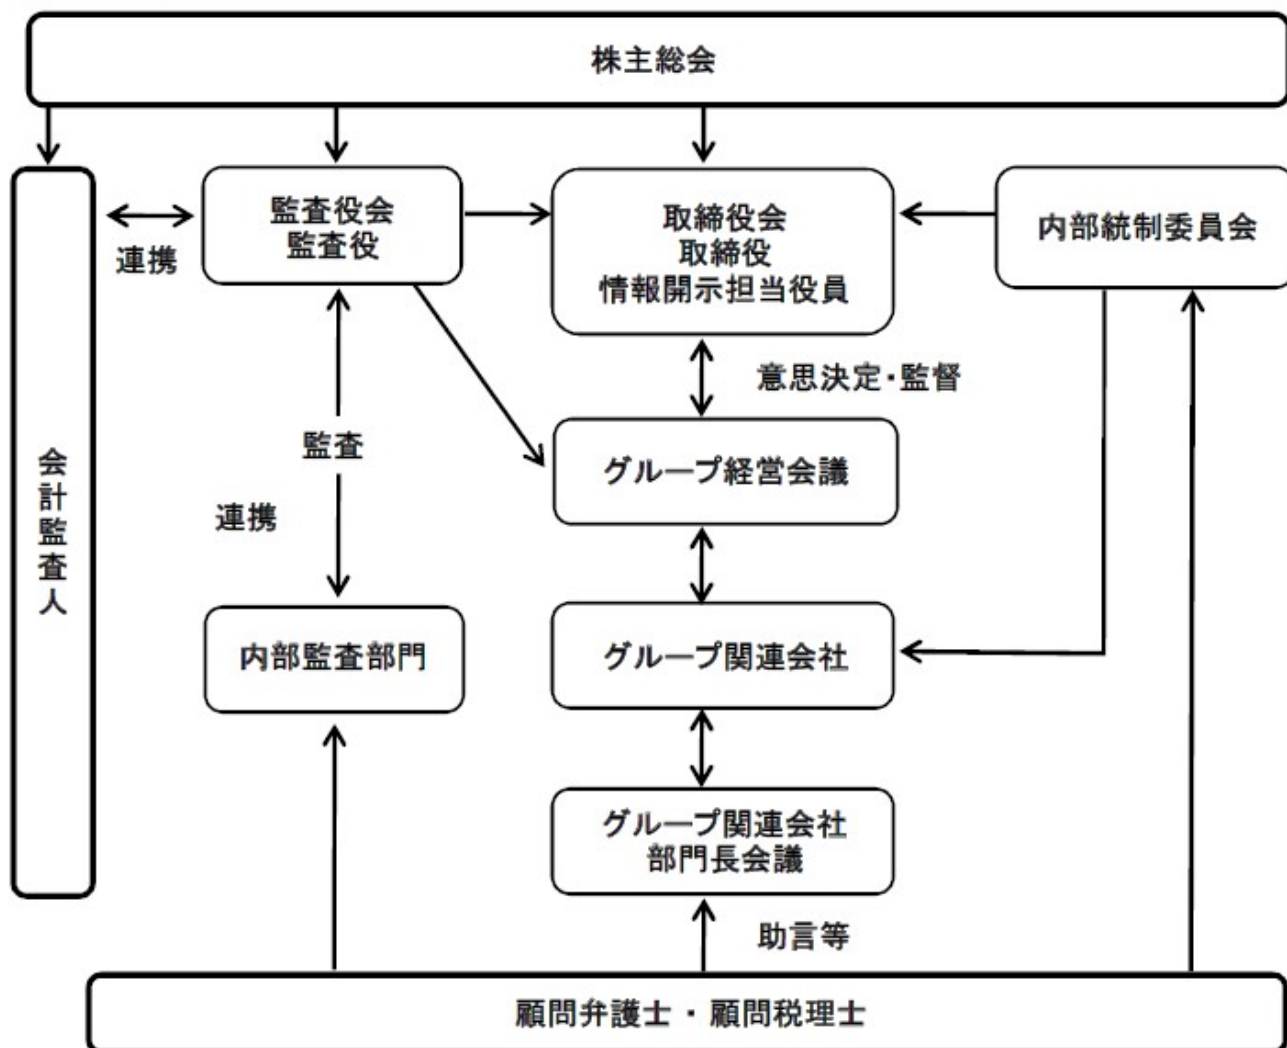 株主総会
監査役会
監査役
取締役会
取締役
情報開示担当役員
内部統制委員会
連携
意思決定・監督
会計監査人
監査
グループ経営会議
連携
内部監査部門
グループ関連会社
グループ関連会社
部門長会議
助言等
顧問弁護士・顧問税理士